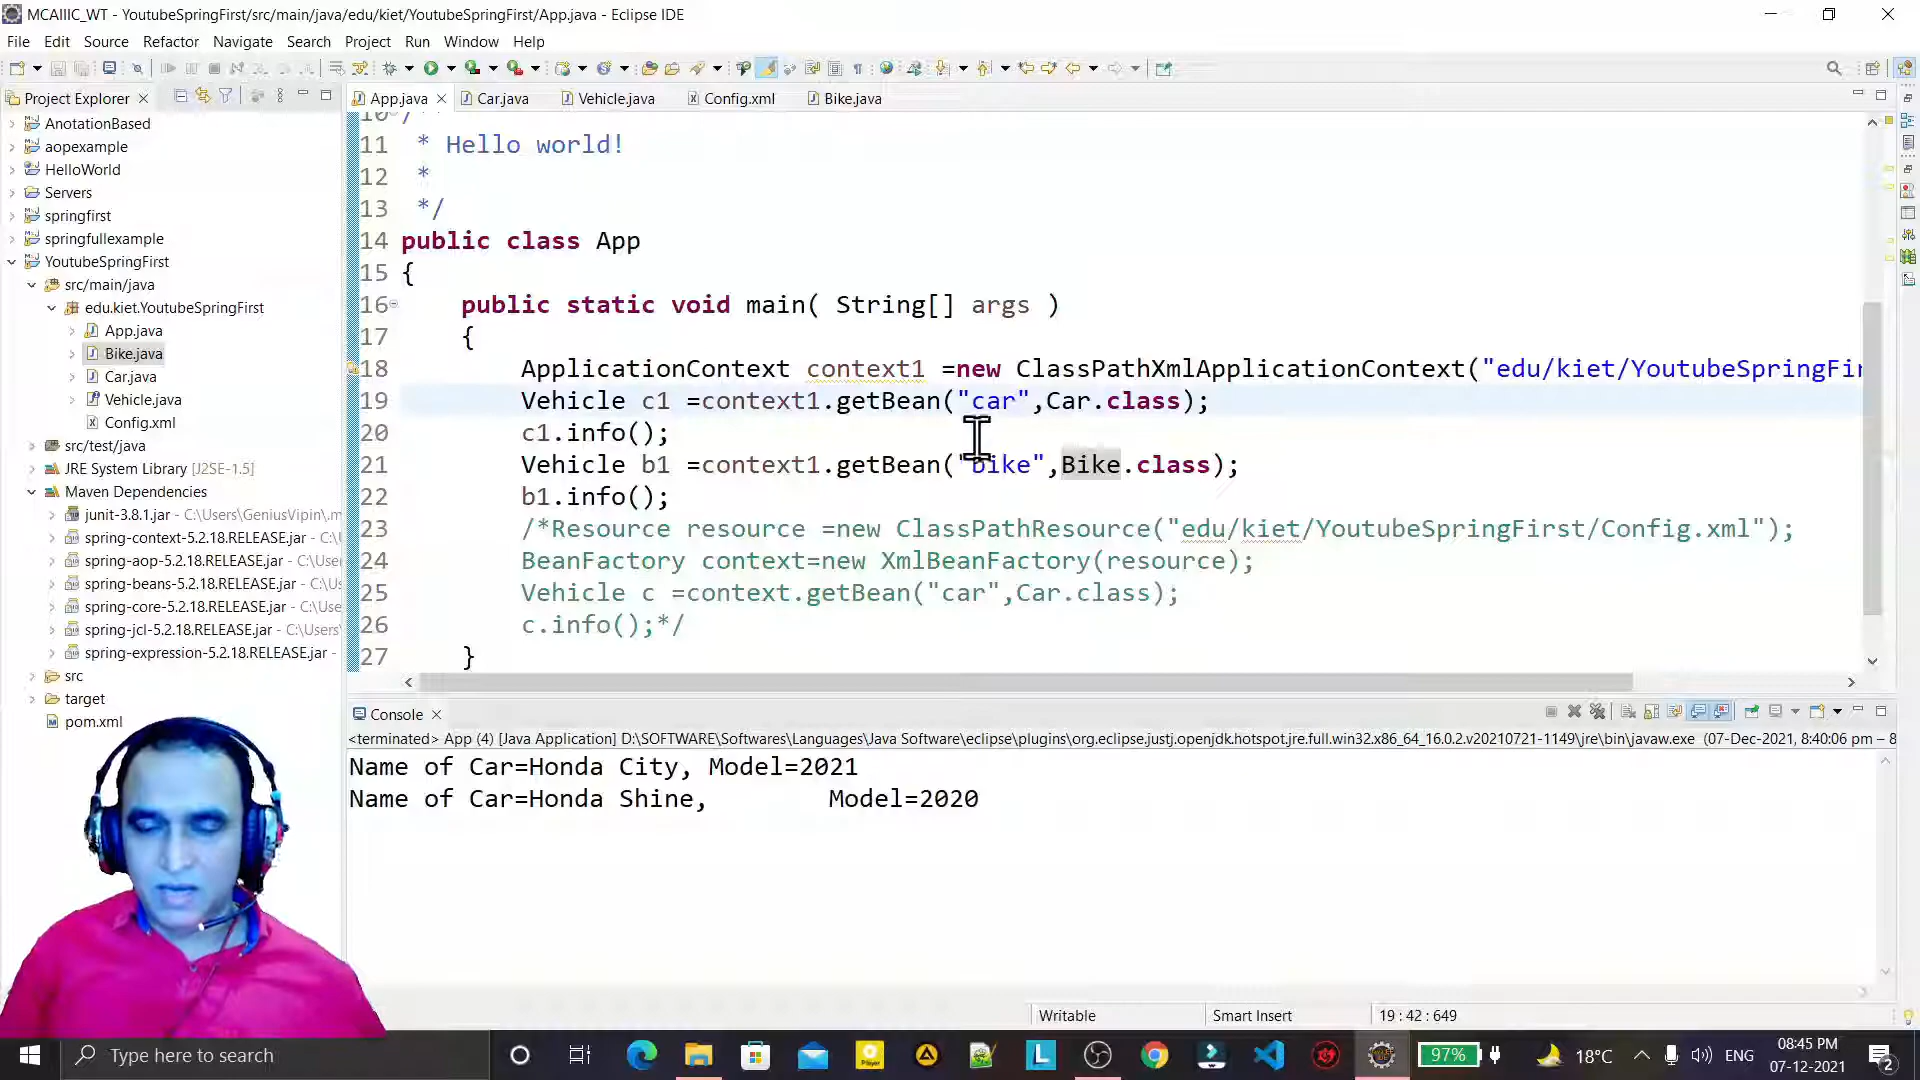 MCAIIIC_WT - YoutubeSpringFirst/src/main/java/edu/kiet/YoutubeSpringFirst/App.java - Eclipse IDE
File Edit Source Refactor Navigate Search Project Run Window Help
Project Explorer
App.java Car.java Vehicle.java Config.xml Bike.java
AnotationBased
aopexample
HelloWorld
Servers
springfirst
springfullexample
YoutubeSpringFirst
src/main/java
edu.kiet.YoutubeSpringFirst
App.java
Bike.java
Car.java
Vehicle.java
Config.xml
src/test/java
JRE System Library [J2SE-1.5]
Maven Dependencies
junit-3.8.1.jar - C:\Users\GeniusVipin\.m
spring-context-5.2.18.RELEASE.jar
spring-aop-5.2.18.RELEASE.jar - C:\Use
spring-beans-5.2.18.RELEASE.jar - C:\U
spring-core-5.2.18.RELEASE.jar - C:\Us
spring-jcl-5.2.18.RELEASE.jar - C:\Users
spring-expression-5.2.18.RELEASE.jar -
src
target
pom.xml
10 /**
11 * Hello world!
12 *
13 */
14 public class App
15 {
16 public static void main( String[] args )
17 {
18 ApplicationContext context1 =new ClassPathXmlApplicationContext("edu/kiet/YoutubeSpringFir
19 Vehicle c1 =context1.getBean("car",Car.class);
20 c1.info();
21 Vehicle b1 =context1.getBean("bike",Bike.class);
22 b1.info();
23 /*Resource resource =new ClassPathResource("edu/kiet/YoutubeSpringFirst/Config.xml");
24 BeanFactory context=new XmlBeanFactory(resource);
25 Vehicle c =context.getBean("car",Car.class);
26 c.info();*/
27 }
Console
<terminated> App (4) [Java Application] D:\SOFTWARE\Softwares\Languages\Java Software\eclipse\plugins\org.eclipse.justj.openjdk.hotspot.jre.full.win32.x86_64_16.0.2.v20210721-1149\jre\bin\javaw.exe (07-Dec-2021, 8:40:06 pm – 8
Name of Car=Honda City, Model=2021
Name of Car=Honda Shine, Model=2020
Writable Smart Insert 19 : 42 : 649
Type here to search
97% 18°C ENG 08:45 PM
07-12-2021
2